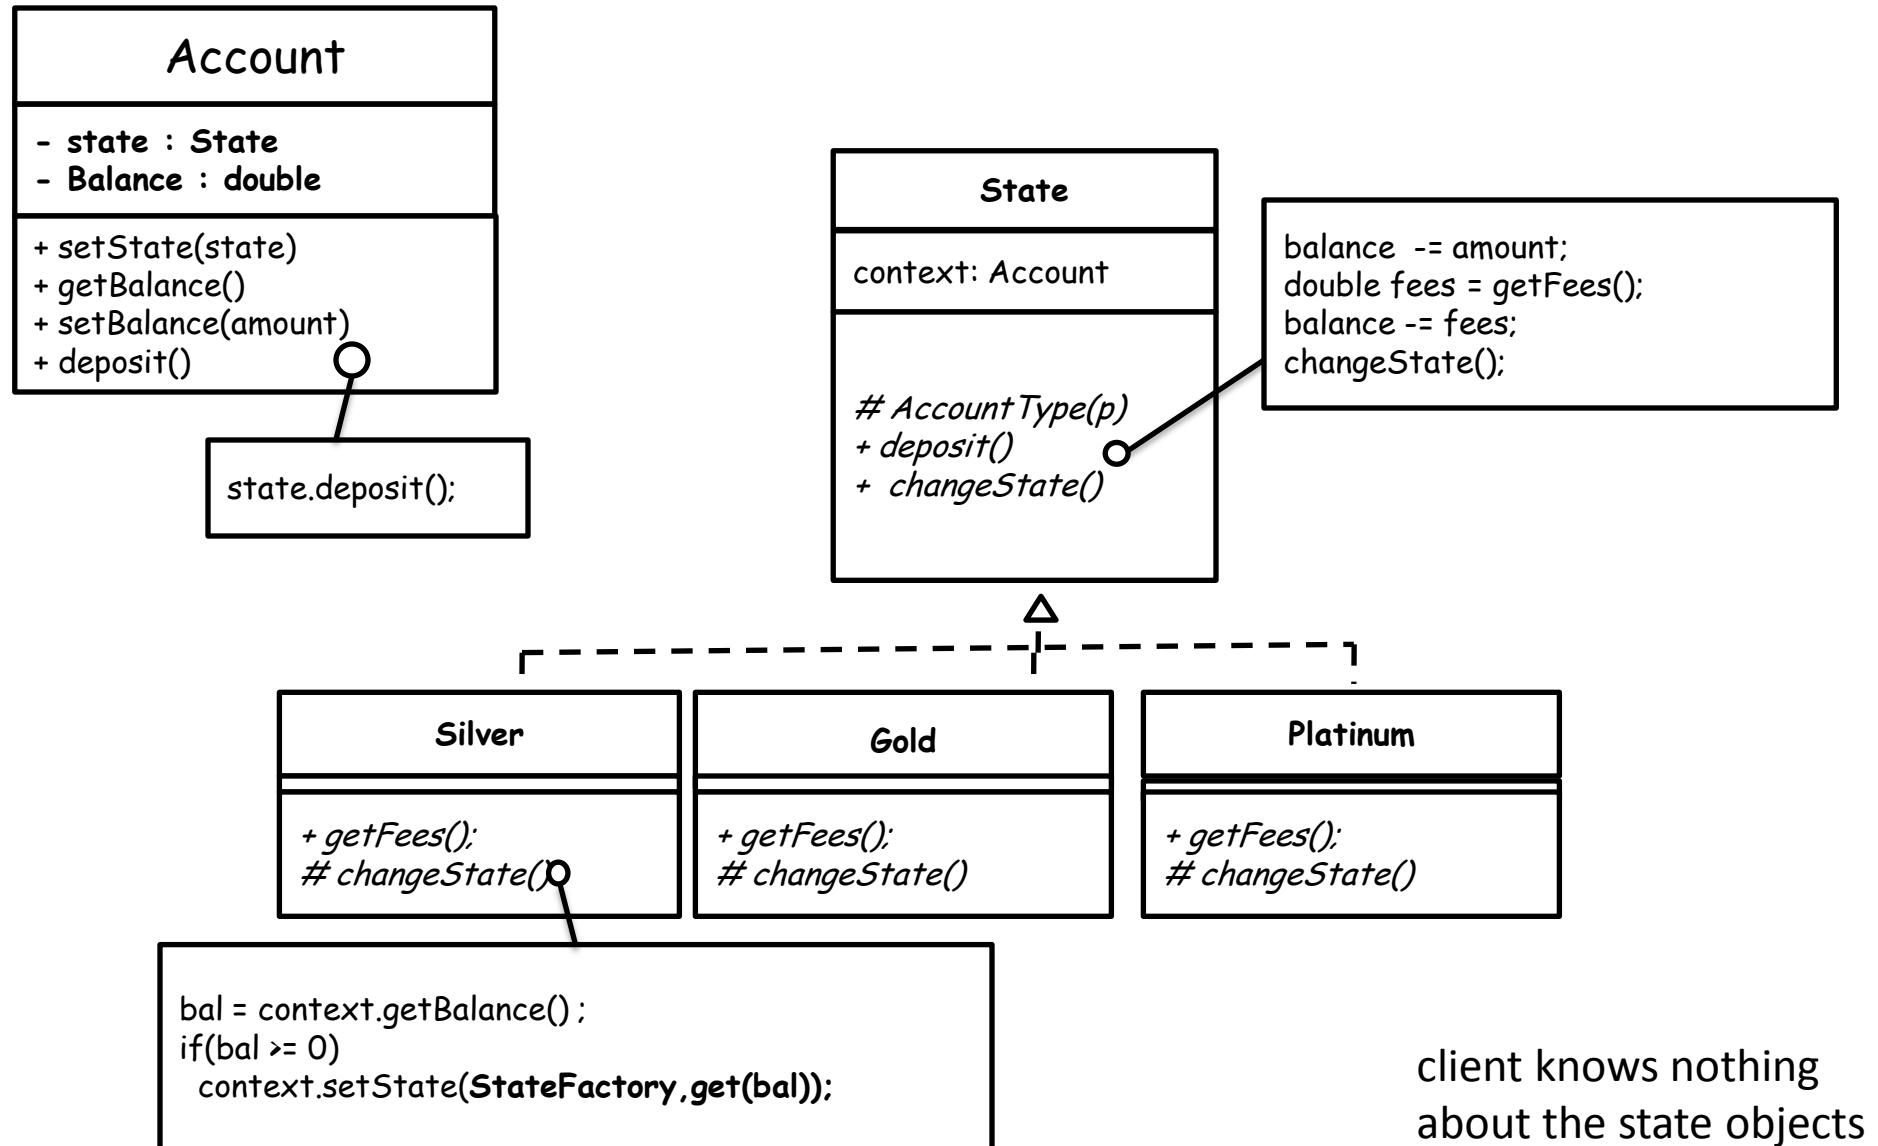 Account
- state : State
- Balance : double
+ setState(state)
+ getBalance()
+ setBalance(amount)
+ deposit()
state.deposit();
State
context: Account
# AccountType(p)
+ deposit()
+ changeState()
balance -= amount;
double fees = getFees();
balance -= fees;
changeState();
Silver
+ getFees();
# changeState()
Gold
+ getFees();
# changeState()
Platinum
+ getFees();
# changeState()
bal = context.getBalance() ;
if(bal >= 0)
context.setState(StateFactory,get(bal));
client knows nothing
about the state objects